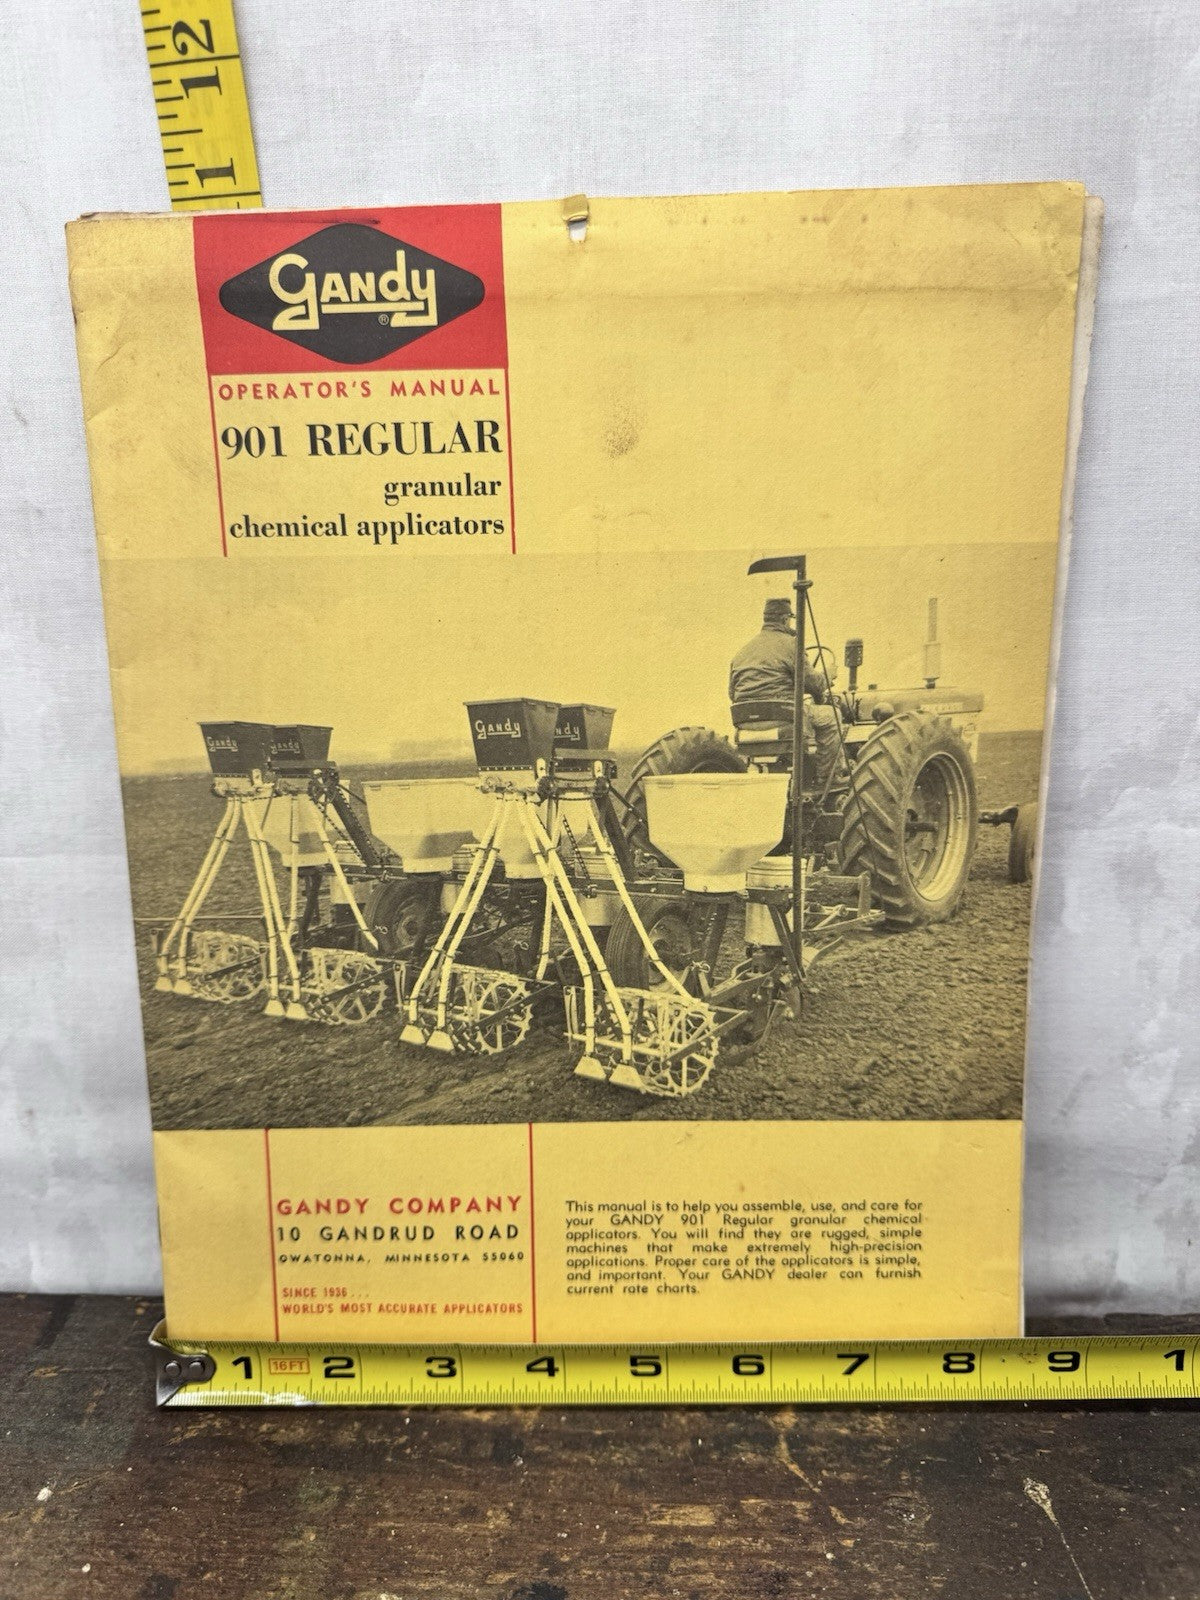 12
11
Gandy
®
OPERATOR'S MANUAL
901 REGULAR
granular
chemical applicators
Gandy
Gandy
Gandy
GANDY COMPANY
10 GANDRUD ROAD
OWATONNA, MINNESOTA 55060
SINCE 1936 . . .
WORLD'S MOST ACCURATE APPLICATORS
This manual is to help you assemble, use, and care for
your GANDY 901 Regular granular chemical
applicators. You will find they are rugged, simple
machines that make extremely high-precision
applications. Proper care of the applicators is simple,
and important. Your GANDY dealer can furnish
current rate charts.
1 16FT 2 3 4 5 6 7 8 9 1